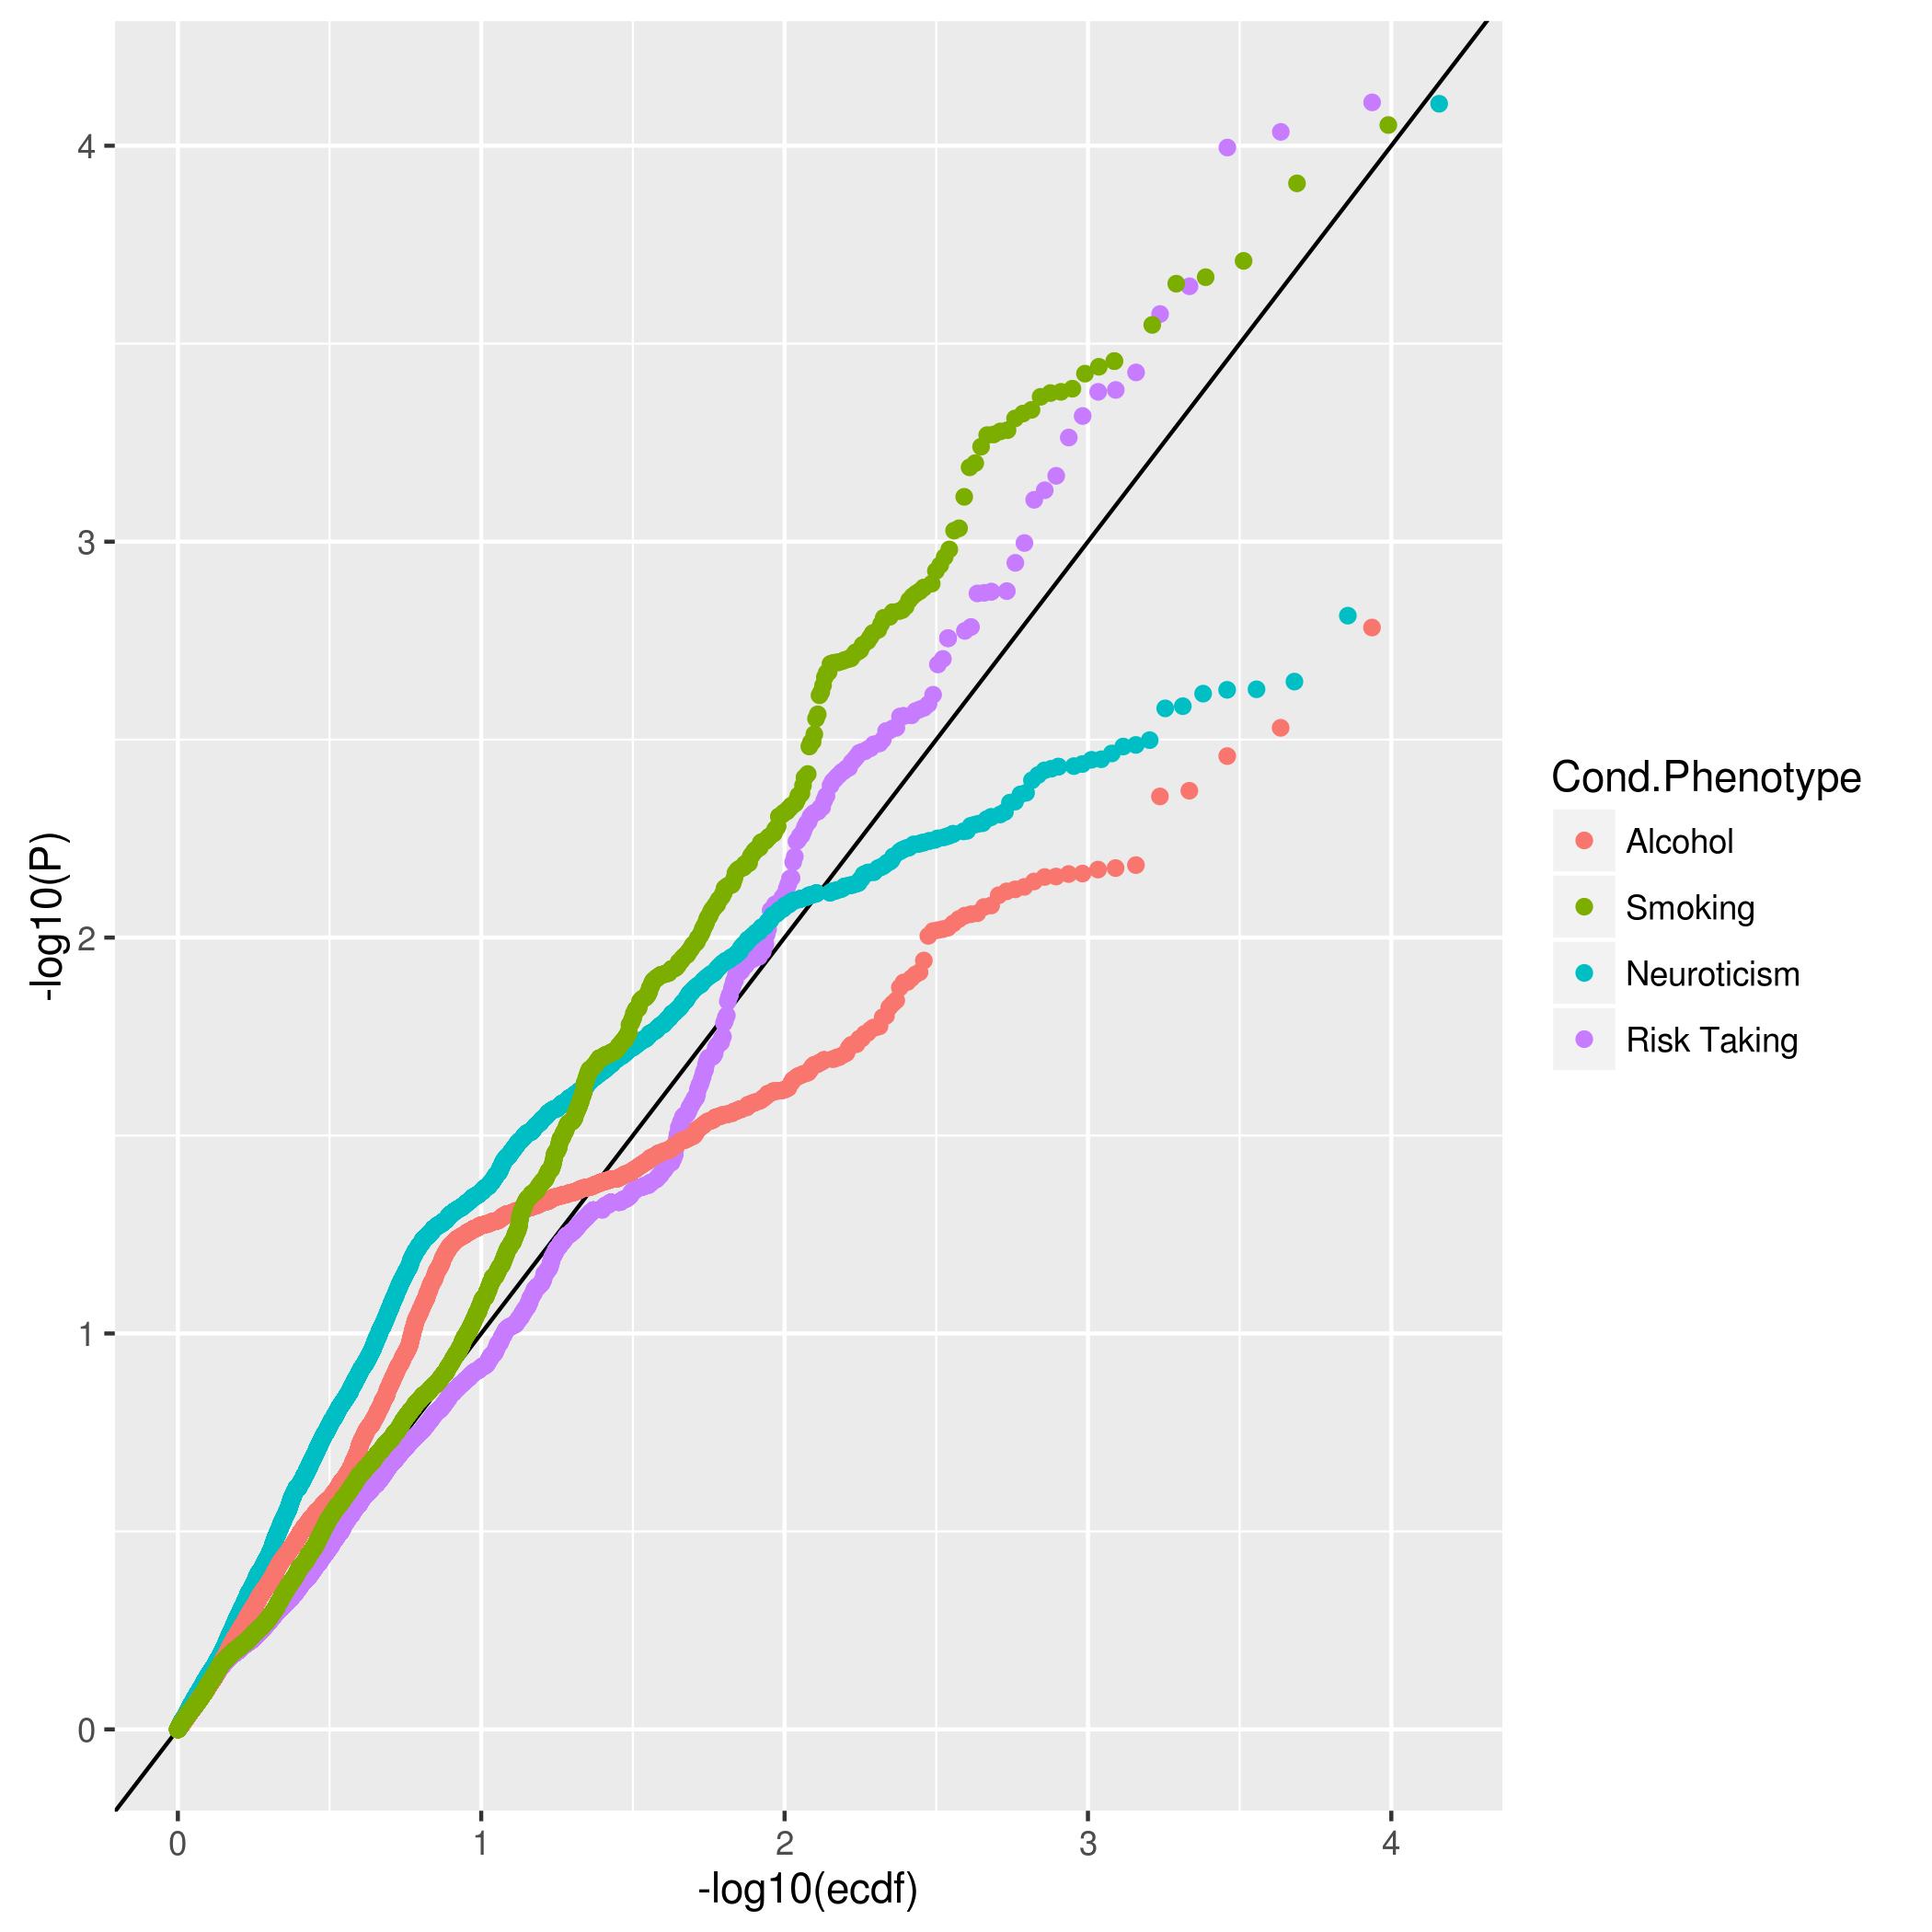 4
3
2
1
0
-log10(P)
0 1 2 3 4
-log10(ecdf)
Cond.Phenotype
Alcohol
Smoking
Neuroticism
Risk Taking